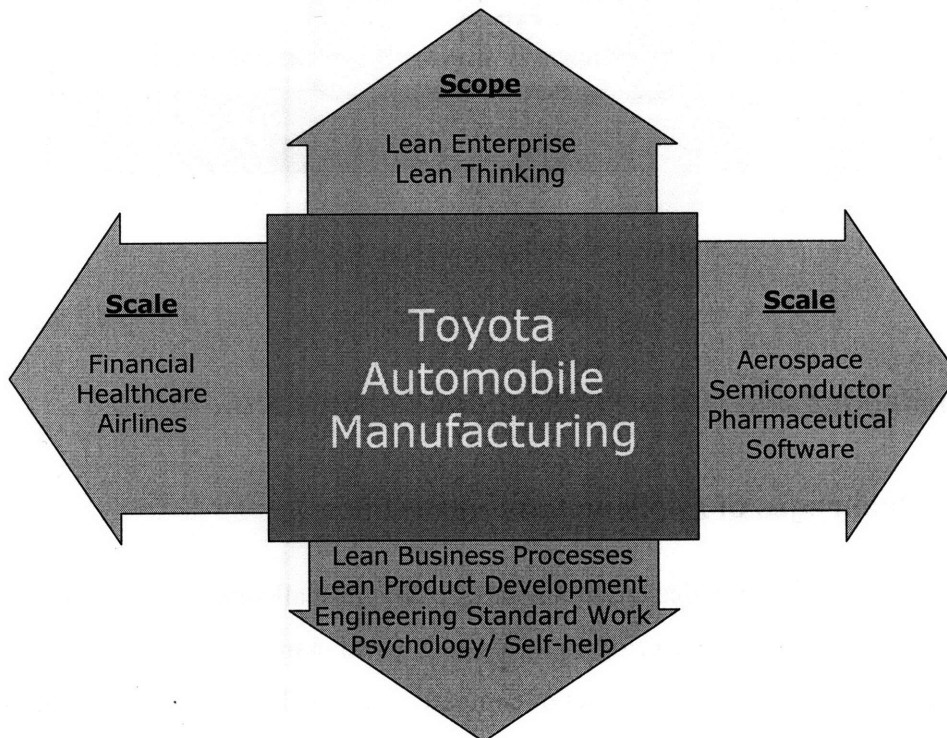 Scope
Lean Enterprise
Lean Thinking
Scale
Financial
Healthcare
Airlines
Toyota
Automobile
Manufacturing
Scale
Aerospace
Semiconductor
Pharmaceutical
Software
Lean Business Processes
Lean Product Development
Engineering Standard Work
Psychology/ Self-help